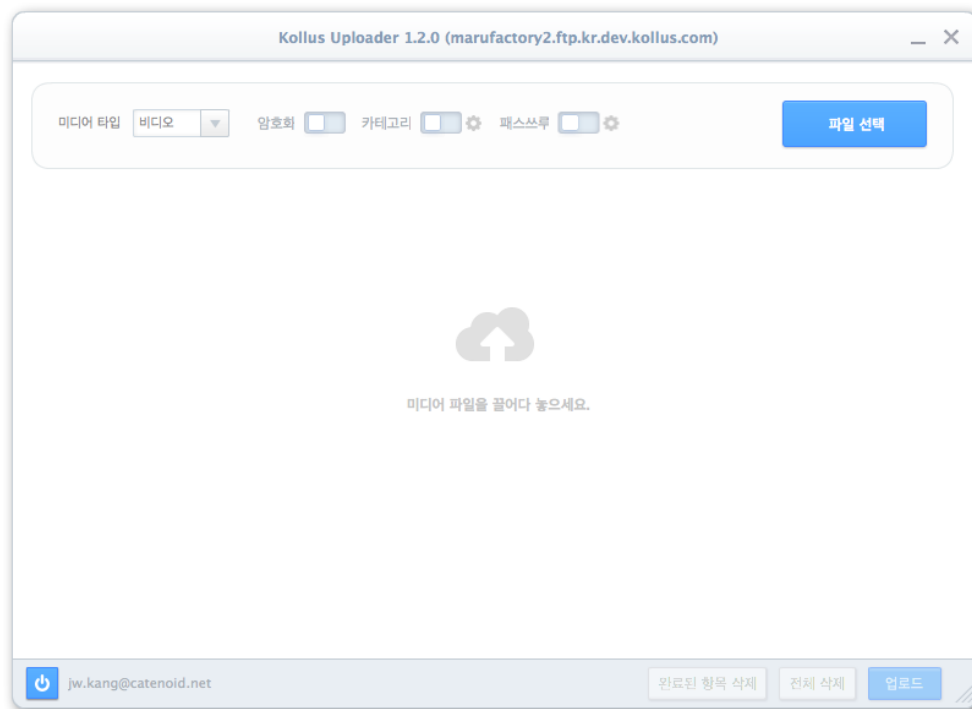 Kollus Uploader 1.2.0 (marufactory2.ftp.kr.dev.kollus.com)
미디어 타입 비디오 암호화 카테고리 패스쓰루 파일 선택
미디어 파일을 끌어다 놓으세요.
jw.kang@catenoid.net 완료된 항목 삭제 전체 삭제 업로드